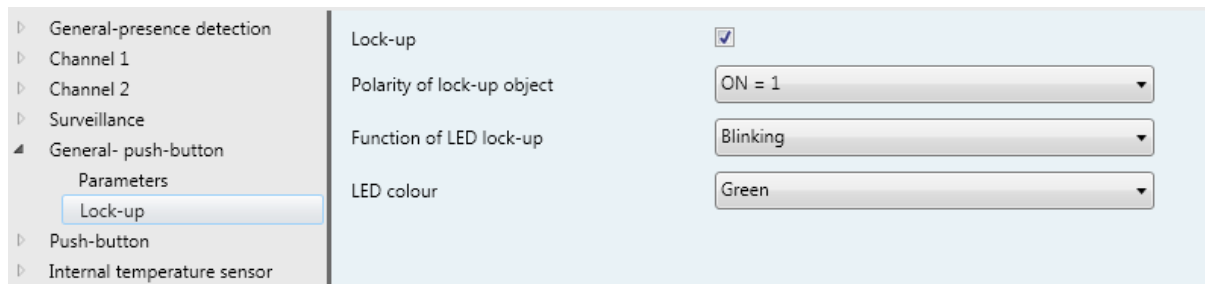 General-presence detection
Channel 1
Channel 2
Surveillance
General- push-button
Parameters
Lock-up
Push-button
Internal temperature sensor
Lock-up
Polarity of lock-up object
ON = 1
Function of LED lock-up
Blinking
LED colour
Green